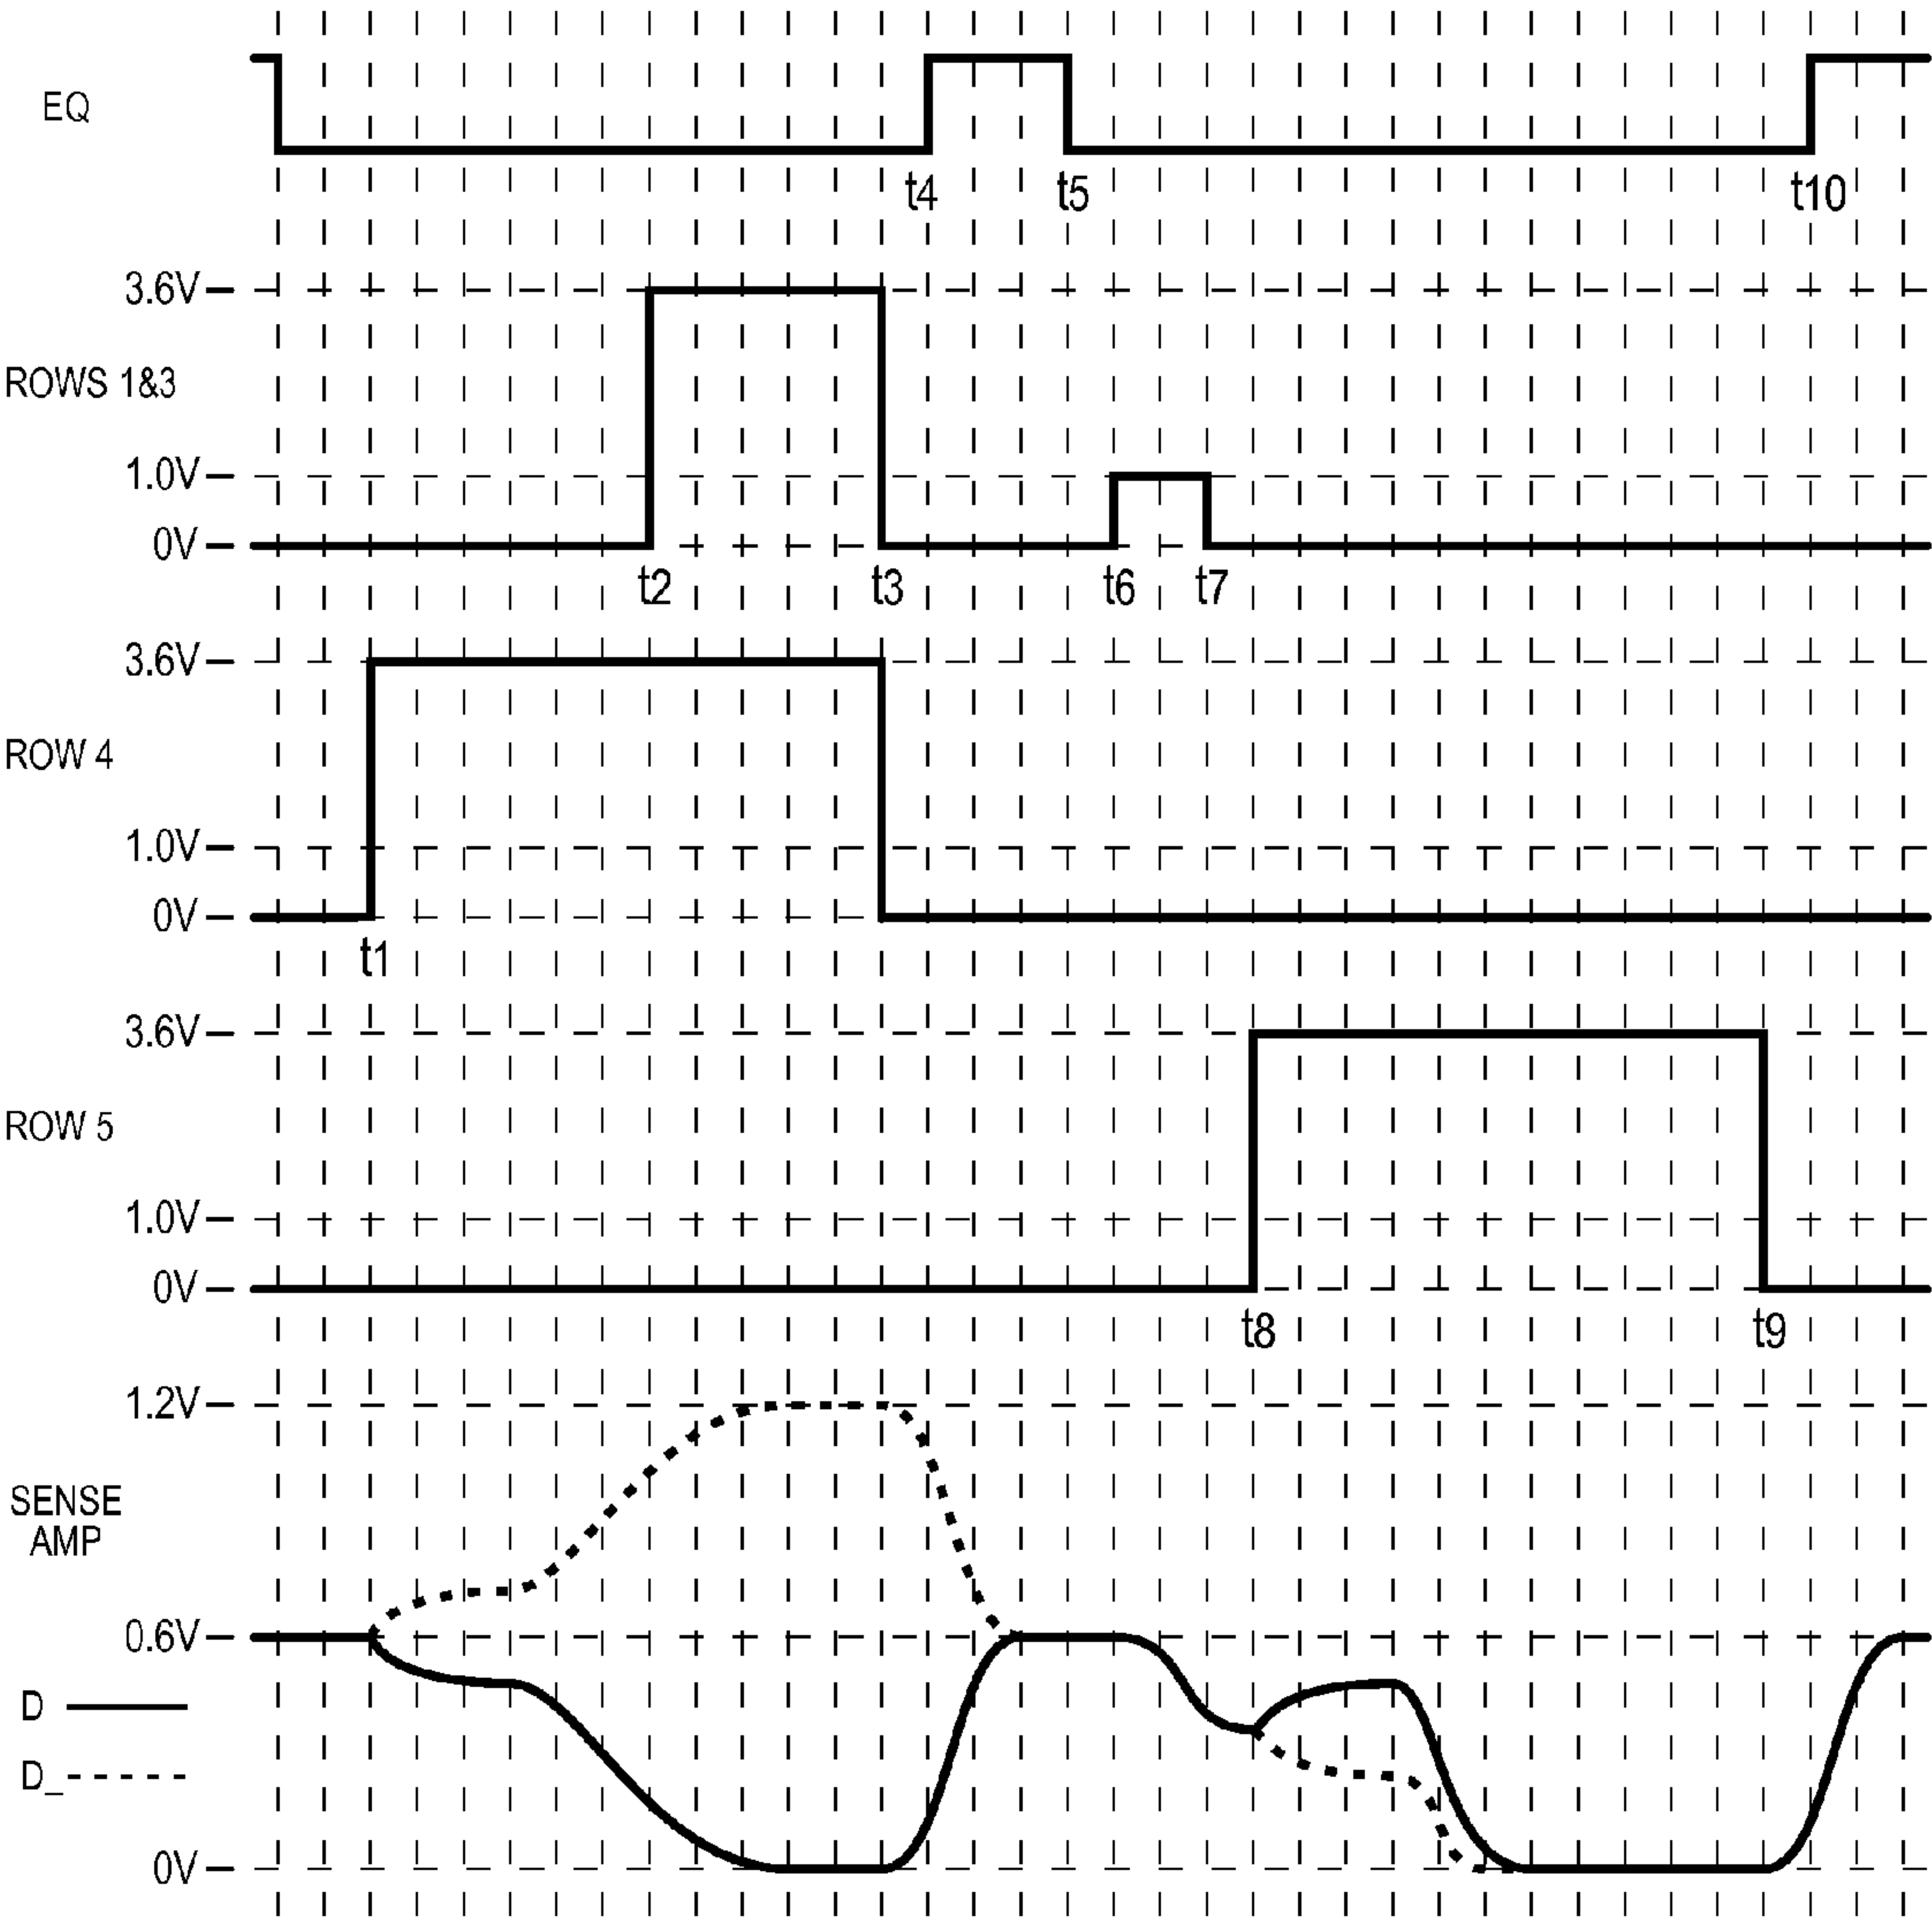 EQ
t4 t5 t10
3.6V
ROWS 1&3
1.0V
0V
t2 t3 t6 t7
3.6V
ROW 4
1.0V
0V
t1
3.6V
ROW 5
1.0V
0V
t8 t9
1.2V
SENSE
AMP
0.6V
D
D_
0V